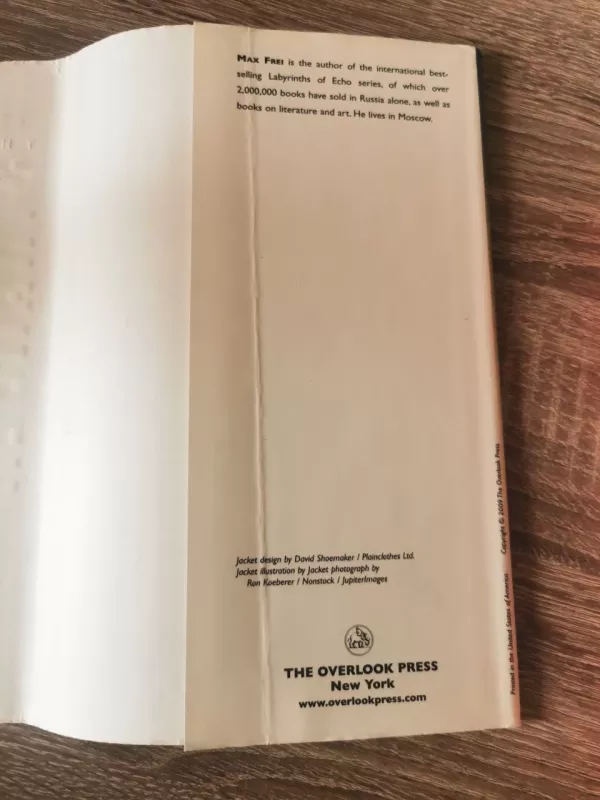 MAX FREI is the author of the international best-
selling Labyrinths of Echo series, of which over
2,000,000 books have sold in Russia alone, as well as
books on literature and art. He lives in Moscow.
Jacket design by David Shoemaker / Plainclothes Ltd.
Jacket illustration by Jacket photograph by
Ron Koeberer / Nonstock / JupiterImages
THE OVERLOOK PRESS
New York
www.overlookpress.com
Printed in the United States of America Copyright © 2009 The Overlook Press